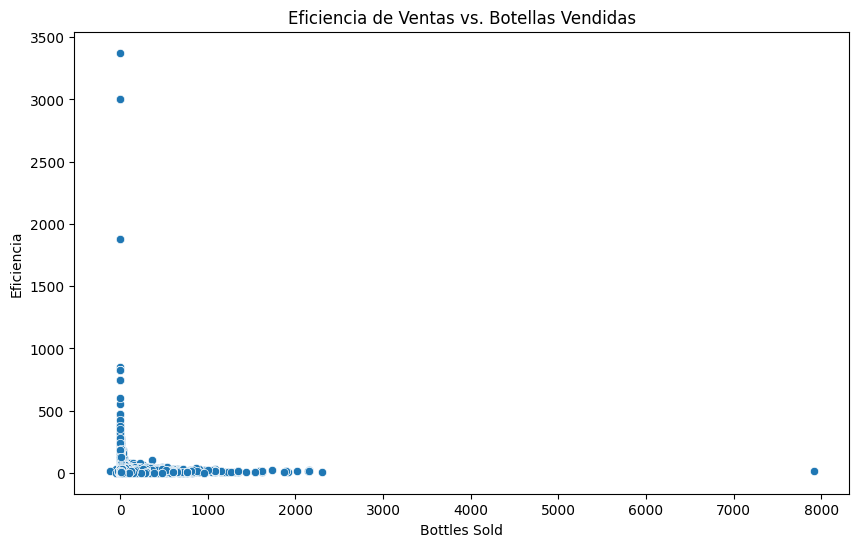 Eficiencia de Ventas vs. Botellas Vendidas
3500
3000
2500
2000
1500
1000
500
0
Eficiencia
0 1000 2000 3000 4000 5000 6000 7000 8000
Bottles Sold